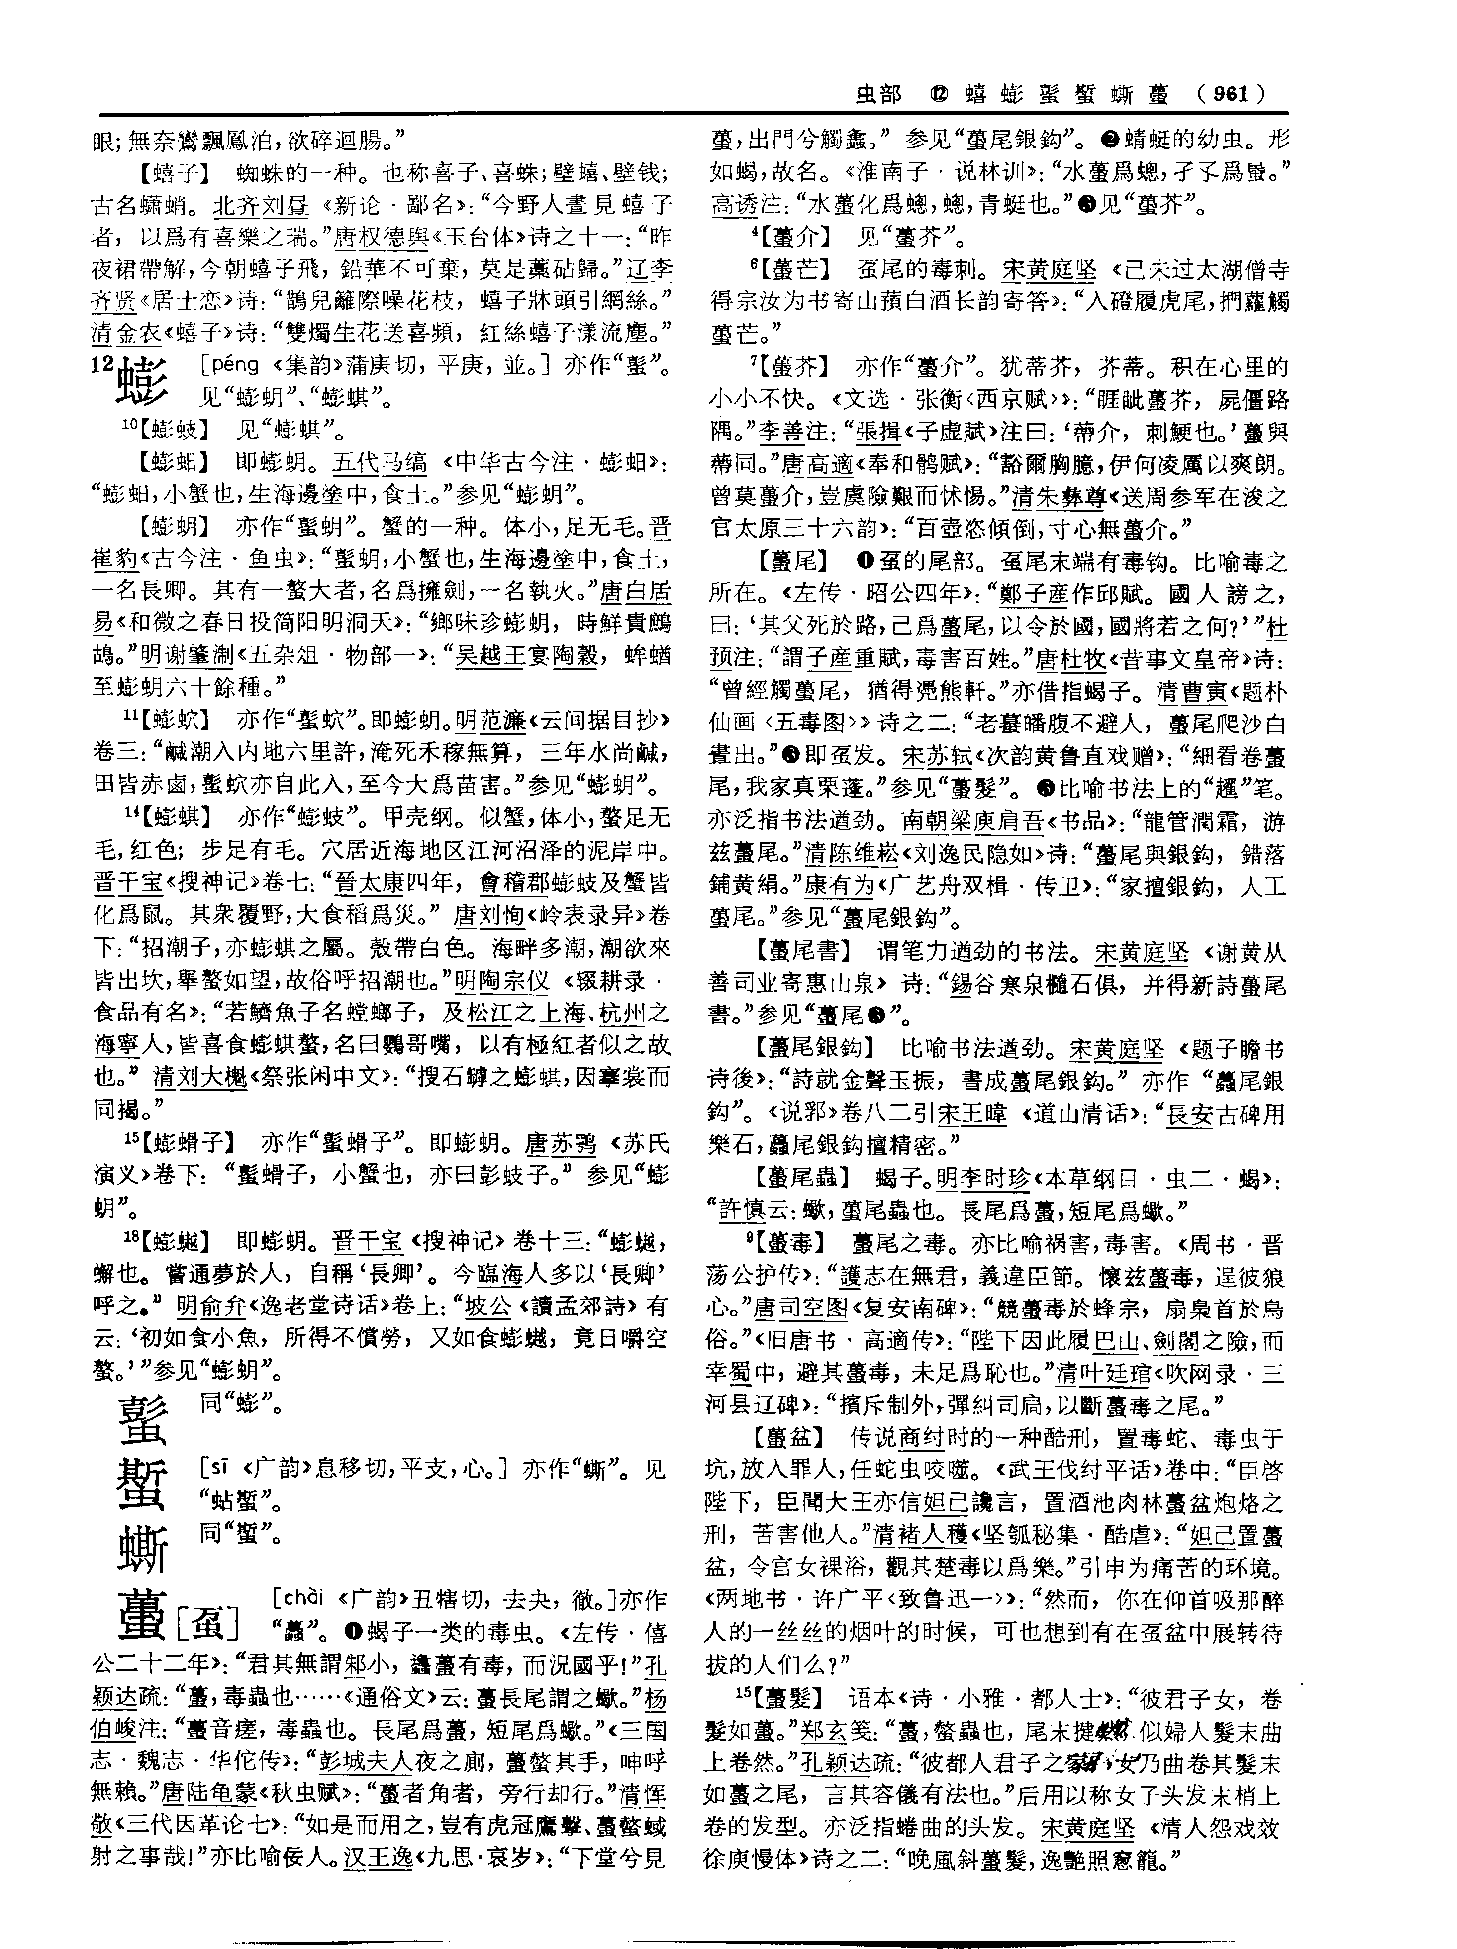 虫部 ⑫ 蟢蟛蟚蟴蟖蠆 （961）
眼；無奈鸞飄鳳泊，欲碎迴腸。”
【蟢子】 蜘蛛的一种。也称喜子、喜蛛；壁蟢、壁钱；
古名蠨蛸。北齐刘昼《新论·鄙名》：“今野人晝見蟢子
者，以爲有喜樂之瑞。”唐权德舆《玉台体》诗之十一：“昨
夜裙帶解，今朝蟢子飛，鉛華不可棄，莫是藁砧歸。”辽李
齐贤《居士恋》诗：“鵲兒籬際噪花枝，蟢子牀頭引網絲。”
清金农《蟢子》诗：“雙燭生花送喜頻，紅絲蟢子漾流塵。”
12蟛 ［péng 《集韵》蒲庚切，平庚，並。］亦作“蟚”。
见“蟛蜞”、“蟛蜞”。
10【蟛蚑】 见“蟛蜞”。
【蟛蚏】 即蟛蜞。五代马缟《中华古今注·蟛蚏》：
“蟛蚏，小蟹也，生海邊塗中，食土。”参见“蟛蚏”。
【蟛蚏】 亦作“蟚蚏”。蟹的一种。体小，足无毛。晋
崔豹《古今注·鱼虫》：“蟚蚏，小蟹也，生海邊塗中，食土，
一名長卿。其有一螯大者，名爲擁劍，一名執火。”唐白居
易《和微之春日投简阳明洞天》：“鄉味珍蟛蚏，時鮮貴鷓
鴣。”明谢肇淛《五杂俎·物部一》：“吴越王宴陶穀，蝤蛑
至蟛蚏六十餘種。”
11【蟛蚢】 亦作“蟚蚢”。即蟛蚏。明范濂《云间据目抄》
卷三：“鹹潮入内地六里許，淹死禾稼無算，三年水尚鹹，
田皆赤鹵，蟚蚢亦自此入，至今大爲苗害。”参见“蟛蚏”。
14【蟛蜞】 亦作“蟛蚑”。甲壳纲。似蟹，体小，螯足无
毛，红色；步足有毛。穴居近海地区江河沼泽的泥岸中。
晋干宝《搜神记》卷七：“晉太康四年，會稽郡蟛蚑及蟹皆
化爲鼠。其衆覆野，大食稻爲災。”唐刘恂《岭表录异》卷
下：“招潮子，亦蟛蜞之屬。殼帶白色。海畔多潮，潮欲來
皆出坎，舉螯如望，故俗呼招潮也。”明陶宗仪《辍耕录·
食品有名》：“若鱭魚子名螳螂子，及松江之上海、杭州之
海寧人，皆喜食蟛蜞螯，名曰鸚哥嘴，以有極紅者似之故
也。”清刘大櫆《祭张闲中文》：“搜石罅之蟛蜞，因搴裳而
同揭。”
15【蟛螖子】 亦作“蟚螖子”。即蟛蚏。唐苏鹗《苏氏
演义》卷下：“蟚螖子，小蟹也，亦曰彭蚑子。”参见“蟛
蚏”。
18【蟛𧒕】 即蟛蚏。晋干宝《搜神记》卷十三：“蟛𧒕，
蠏也。嘗通夢於人，自稱‘長卿’。今臨海人多以‘長卿’
呼之。”明俞弁《逸老堂诗话》卷上：“坡公《讀孟郊詩》有
云：‘初如食小魚，所得不償勞，又如食蟛𧒕，竟日嚼空
螯。’”参见“蟛蚏”。
蟚 同“蟛”。
蟴 ［sī 《广韵》息移切，平支，心。］亦作“蟖”。见
“蛅蟴”。
蟖 同“蟴”。
蠆［虿］ ［chài 《广韵》丑犗切，去夬，徹。］亦作
“蠚”。❶蝎子一类的毒虫。《左传·僖
公二十二年》：“君其無謂邾小，蠭蠆有毒，而況國乎！”孔
颖达疏：“蠆，毒蟲也……《通俗文》云：蠆長尾謂之蠍。”杨
伯峻注：“蠆音瘥，毒蟲也。長尾爲蠆，短尾爲蠍。”《三国
志·魏志·华佗传》：“彭城夫人夜之廁，蠆螫其手，呻呼
無賴。”唐陆龟蒙《秋虫赋》：“蠆者角者，旁行却行。”清恽
敬《三代因革论七》：“如是而用之，豈有虎冠鷹擊、蠆螫蜮
射之事哉！”亦比喻佞人。汉王逸《九思·哀岁》：“下堂兮見
蠆，出門兮觸螽。”参见“蠆尾銀鈎”。❷蜻蜓的幼虫。形
如蝎，故名。《淮南子·说林训》：“水蠆爲蟌，孑孓爲蟁。”
高诱注：“水蠆化爲蟌，蟌，青蜓也。”❸见“蠆芥”。
4【蠆介】 见“蠆芥”。
6【蠆芒】 虿尾的毒刺。宋黄庭坚《己未过太湖僧寺
得宗汝为书寄山蕷白酒长韵寄答》：“入磴履虎尾，捫蘿觸
蠆芒。”
7【蠆芥】 亦作“蠆介”。犹蒂芥，芥蒂。积在心里的
小小不快。《文选·张衡〈西京赋〉》：“睚眦蠆芥，屍僵路
隅。”李善注：“張揖《子虛賦》注曰：‘蔕介，刺鯁也。’蠆與
蔕同。”唐高適《奉和鹘赋》：“豁爾胸臆，伊何凌厲以爽朗。
曾莫蠆介，豈虞險艱而怵惕。”清朱彝尊《送周参军在浚之
官太原三十六韵》：“百壺恣傾倒，寸心無蠆介。”
【蠆尾】 ❶虿的尾部。虿尾末端有毒钩。比喻毒之
所在。《左传·昭公四年》：“鄭子産作邱賦。國人謗之，
曰：‘其父死於路，己爲蠆尾，以令於國，國將若之何？’”杜
预注：“謂子産重賦，毒害百姓。”唐杜牧《昔事文皇帝》诗：
“曾經觸蠆尾，猶得凭熊軒。”亦借指蝎子。清曹寅《题朴
仙画〈五毒图〉》诗之二：“老蟇皤腹不避人，蠆尾爬沙白
晝出。”❷即虿发。宋苏轼《次韵黄鲁直戏赠》：“細看卷蠆
尾，我家真栗蓬。”参见“蠆髮”。❸比喻书法上的“趯”笔。
亦泛指书法遒劲。南朝梁庾肩吾《书品》：“龍管潤霜，游
兹蠆尾。”清陈维崧《刘逸民隐如》诗：“蠆尾與銀鈎，錯落
鋪黄絹。”康有为《广艺舟双楫·传卫》：“家擅銀鈎，人工
蠆尾。”参见“蠆尾銀鈎”。
【蠆尾書】 谓笔力遒劲的书法。宋黄庭坚《谢黄从
善司业寄惠山泉》诗：“錫谷寒泉橢石俱，并得新詩蠆尾
書。”参见“蠆尾❸”。
【蠆尾銀鈎】 比喻书法遒劲。宋黄庭坚《题子瞻书
诗後》：“詩就金聲玉振，書成蠆尾銀鈎。”亦作“蠚尾銀
鈎”。《说郛》卷八二引宋王暐《道山清话》：“長安古碑用
樂石，蠚尾銀鈎擅精密。”
【蠆尾蟲】 蝎子。明李时珍《本草纲目·虫二·蝎》：
“許慎云：蠍，蠆尾蟲也。長尾爲蠆，短尾爲蠍。”
9【蠆毒】 蠆尾之毒。亦比喻祸害，毒害。《周书·晋
荡公护传》：“護志在無君，義違臣節。懷兹蠆毒，逞彼狼
心。”唐司空图《复安南碑》：“競蠆毒於蜂宗，扇梟首於鳥
俗。”《旧唐书·高適传》：“陛下因此履巴山、劍閣之險，而
幸蜀中，避其蠆毒，未足爲恥也。”清叶廷琯《吹网录·三
河县辽碑》：“擯斥制外，彈糾司扃，以斷蠆毒之尾。”
【蠆盆】 传说商纣时的一种酷刑，置毒蛇、毒虫于
坑，放入罪人，任蛇虫咬噬。《武王伐纣平话》卷中：“臣啓
陛下，臣聞大王亦信妲己讒言，置酒池肉林蠆盆炮烙之
刑，苦害他人。”清褚人穫《坚瓠秘集·酷虐》：“妲己置蠆
盆，令宫女裸浴，觀其楚毒以爲樂。”引申为痛苦的环境。
《两地书·许广平〈致鲁迅一〉》：“然而，你在仰首吸那醉
人的一丝丝的烟叶的时候，可也想到有在虿盆中展转待
拔的人们么？”
15【蠆髮】 语本《诗·小雅·都人士》：“彼君子女，卷
髮如蠆。”郑玄笺：“蠆，螫蟲也，尾末揵 似婦人髮末曲
上卷然。”孔颖达疏：“彼都人君子之 女乃曲卷其髮末
如蠆之尾，言其容儀有法也。”后用以称女子头发末梢上
卷的发型。亦泛指蜷曲的头发。宋黄庭坚《清人怨戏效
徐庾慢体》诗之二：“晚風斜蠆髮，逸艷照窻籠。”